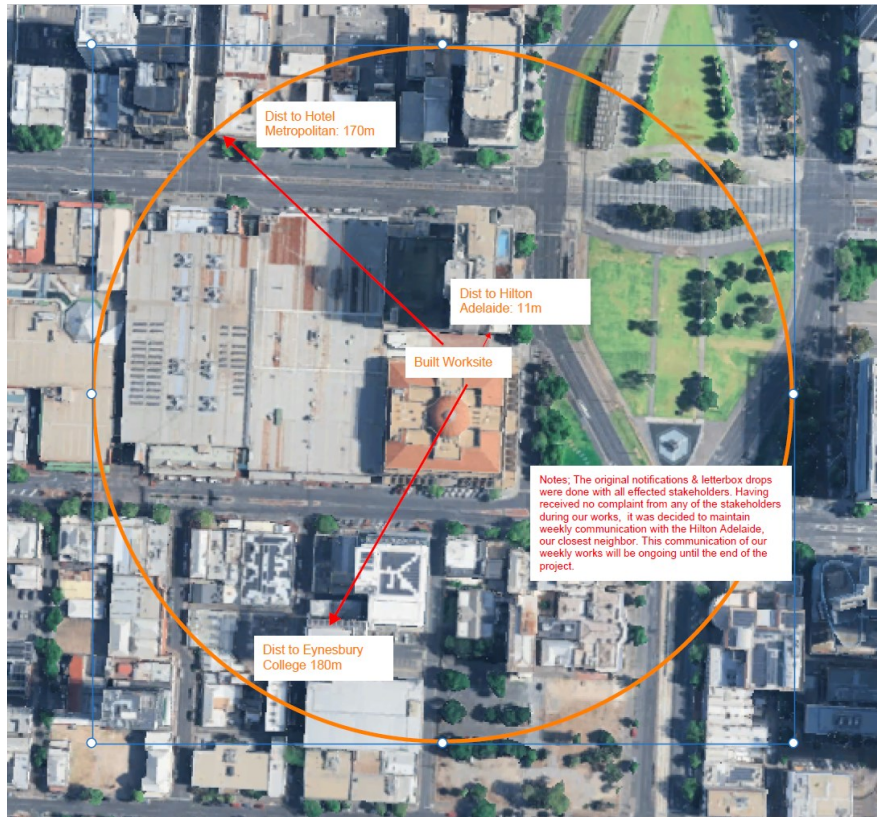 Dist to Hotel
Metropolitan: 170m
Dist to Hilton
Adelaide: 11m
Built Worksite
Notes; The original notifications & letterbox drops
were done with all effected stakeholders. Having
received no complaint from any of the stakeholders
during our works,  it was decided to maintain
weekly communication with the Hilton Adelaide,
our closest neighbor. This communication of our
weekly works will be ongoing until the end of the
project.
Dist to Eynesbury
College 180m